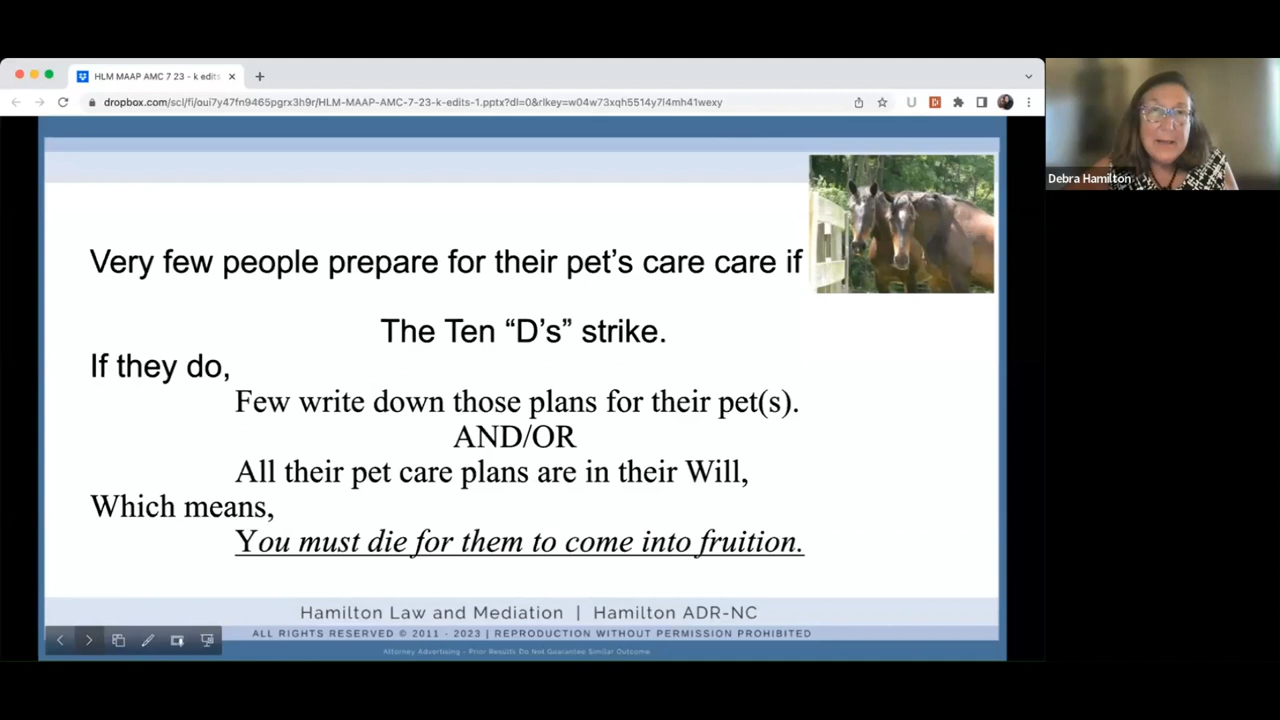 HLM MAAP AMC 7 23 - k edits
dropbox.com/scl/fi/oui7y47fn9465pgrx3h9r/HLM-MAAP-AMC-7-23-k-edits-1.pptx?dl=0&rlkey=w04w73xqh5514y7l4mh41wexy
Debra Hamilton
Very few people prepare for their pet's care care if
The Ten “D's” strike.
If they do,
Few write down those plans for their pet(s).
AND/OR
All their pet care plans are in their Will,
Which means,
You must die for them to come into fruition.
Hamilton Law and Mediation | Hamilton ADR-NC
ALL RIGHTS RESERVED © 2011 - 2023 | REPRODUCTION WITHOUT PERMISSION PROHIBITED
Attorney Advertising - Prior Results Do Not Guarantee Similar Outcome